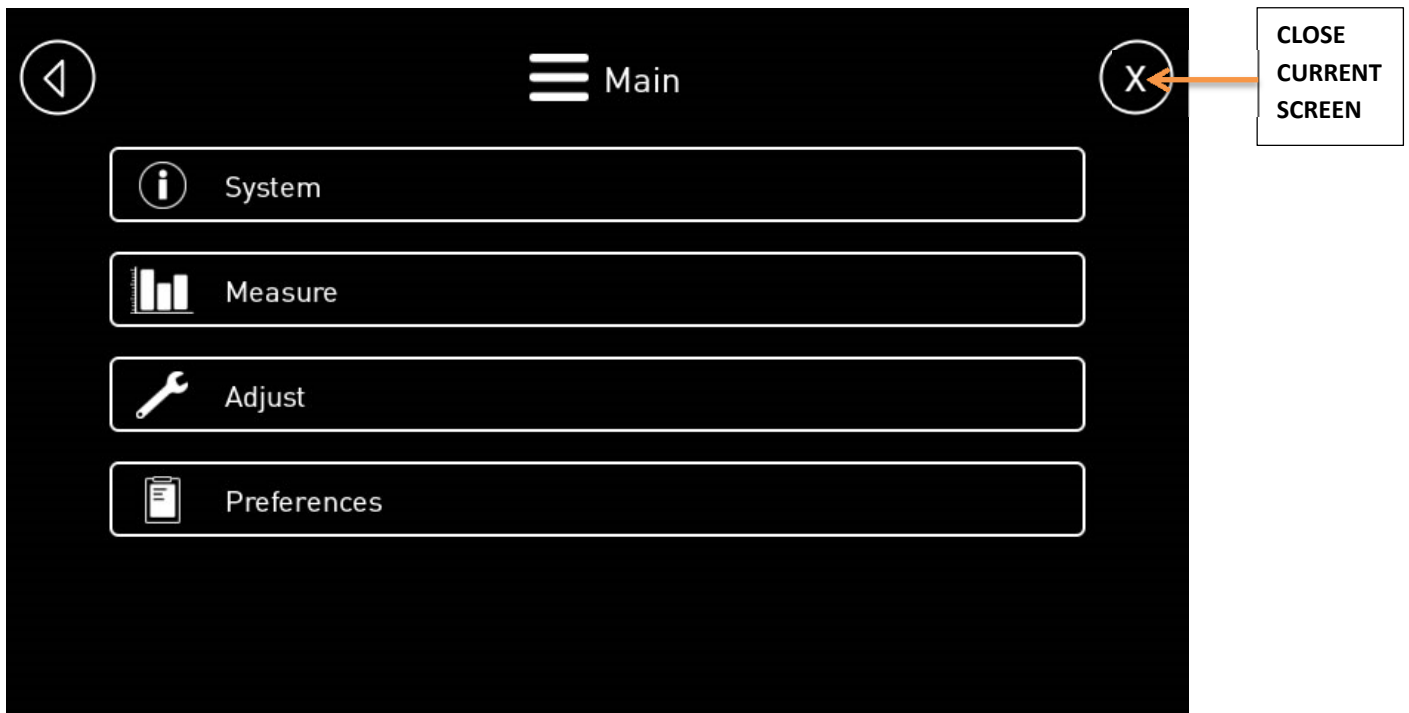 Main
X
CLOSE
CURRENT
SCREEN
System
Measure
Adjust
Preferences